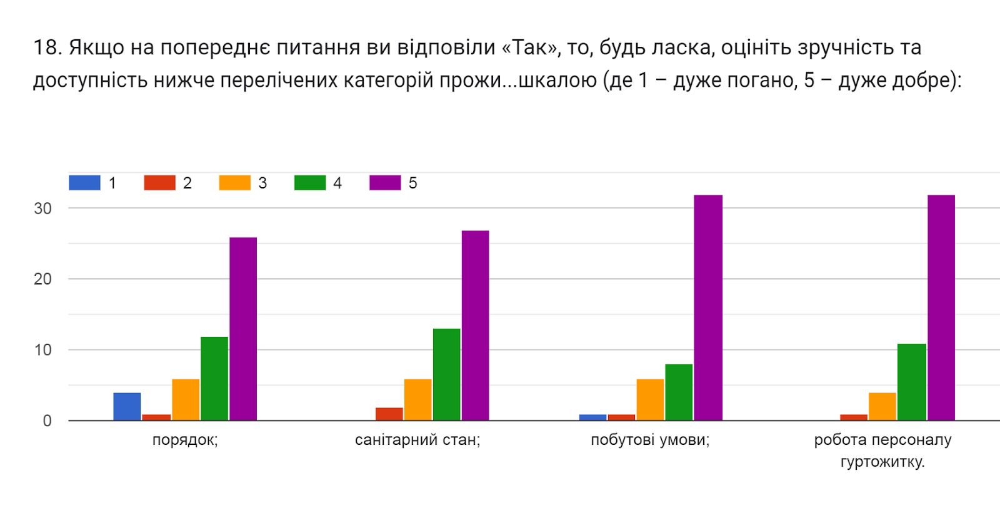 18. Якщо на попереднє питання ви відповіли «Так», то, будь ласка, оцініть зручність та
доступність нижче перелічених категорій прожи...шкалою (де 1 – дуже погано, 5 – дуже добре):
1 2 3 4 5
30
20
10
0
порядок; санітарний стан; побутові умови; робота персоналу
гуртожитку.